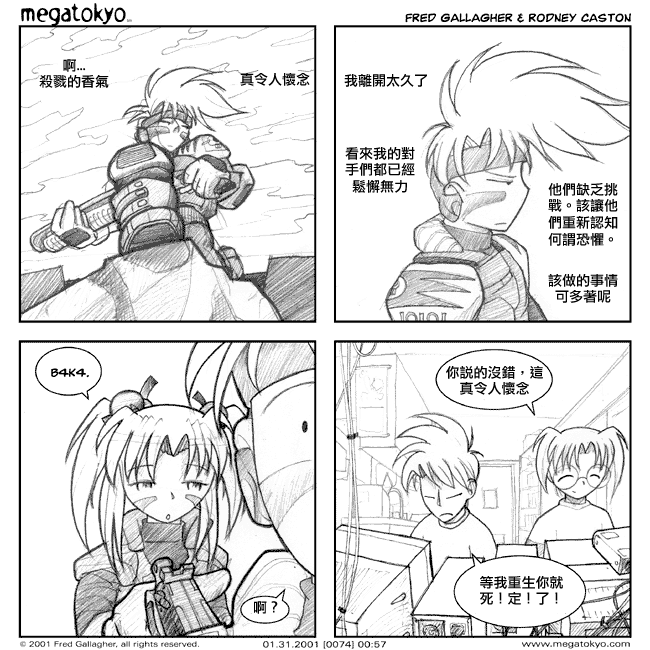 megatokyo
FRED GALLAGHER & RODNEY CASTON
啊...
殺戮的香氣
真令人懷念
我離開太久了
看來我的對
手們都已經
鬆懈無力
他們缺乏挑
戰。該讓他
們重新認知
何謂恐懼。
該做的事情
可多著呢
B4K4.
啊？
你說的沒錯，這
真令人懷念
等我重生你就
死！定！了！
© 2001 Fred Gallagher, all rights reserved.
01.31.2001 [0074] 00:57
www.megatokyo.com